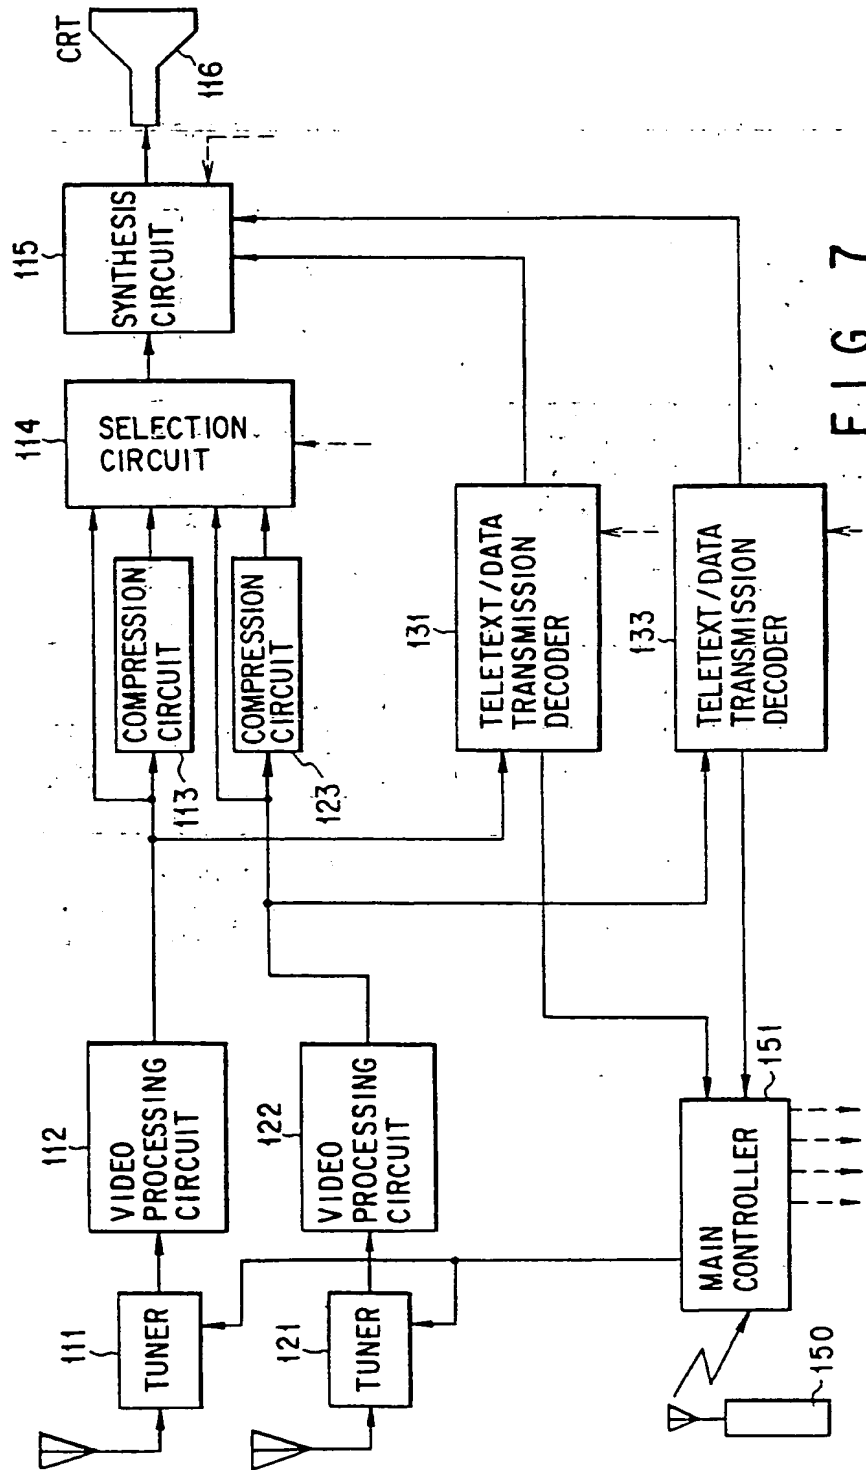 111
TUNER
112
VIDEO
PROCESSING
CIRCUIT
113
COMPRESSION
CIRCUIT
114
SELECTION
CIRCUIT
115
SYNTHESIS
CIRCUIT
CRT
116
121
TUNER
122
VIDEO
PROCESSING
CIRCUIT
123
COMPRESSION
CIRCUIT
131
TELETEXT/DATA
TRANSMISSION
DECODER
133
TELETEXT/DATA
TRANSMISSION
DECODER
150
151
MAIN
CONTROLLER
FIG 7